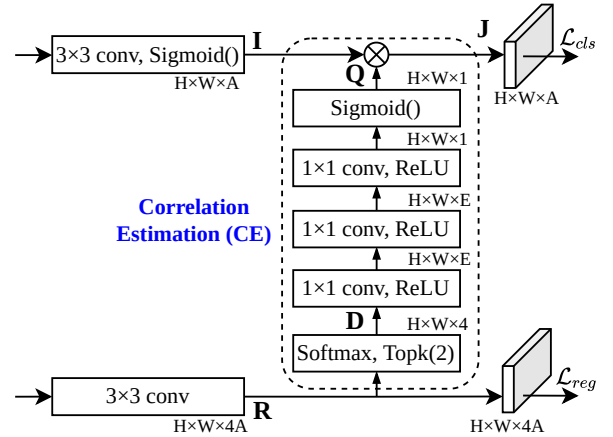 I
J
ℒcls
3×3 conv, Sigmoid()
H×W×A
Q
H×W×1
H×W×A
Sigmoid()
H×W×1
1×1 conv, ReLU
H×W×E
Correlation
Estimation (CE)
1×1 conv, ReLU
H×W×E
1×1 conv, ReLU
D
H×W×4
Softmax, Topk(2)
ℒreg
3×3 conv
R
H×W×4A
H×W×4A